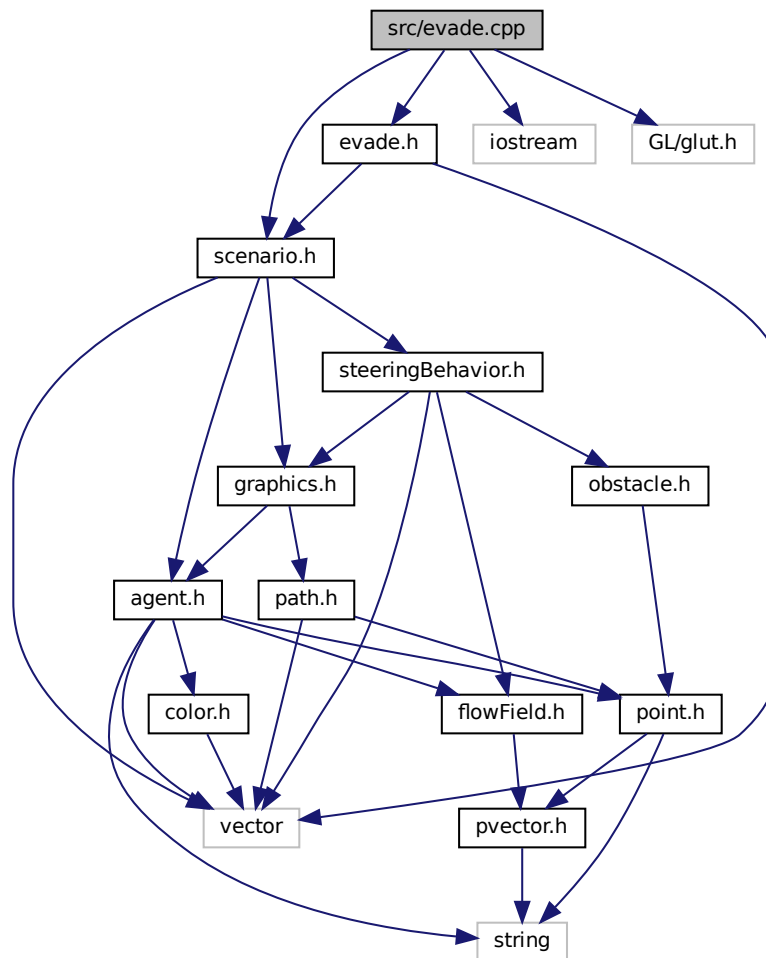 src/evade.cpp
evade.h
iostream
GL/glut.h
scenario.h
steeringBehavior.h
graphics.h
obstacle.h
agent.h
path.h
color.h
flowField.h
point.h
vector
pvector.h
string